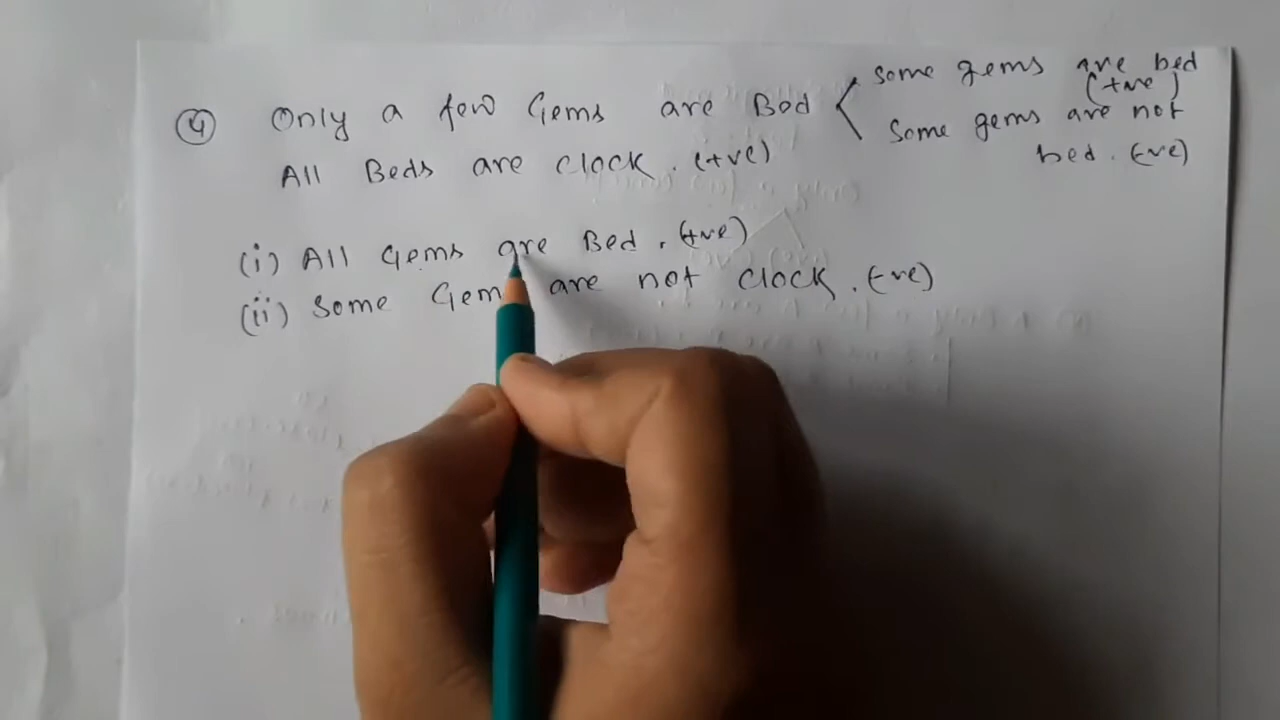 ④ Only a few Gems are Bed < some gems are bed (+ve)
some gems are not bed. (-ve)
All Beds are clock. (+ve)
(i) All Gems are Bed. (+ve)
(ii) Some Gem are not clock. (-ve)